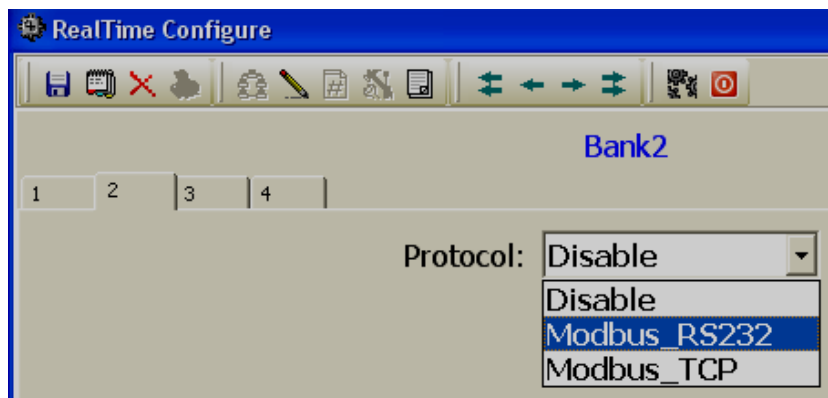 RealTime Configure
Bank2
1 2 3 4
Protocol: Disable
Disable
Modbus_RS232
Modbus_TCP